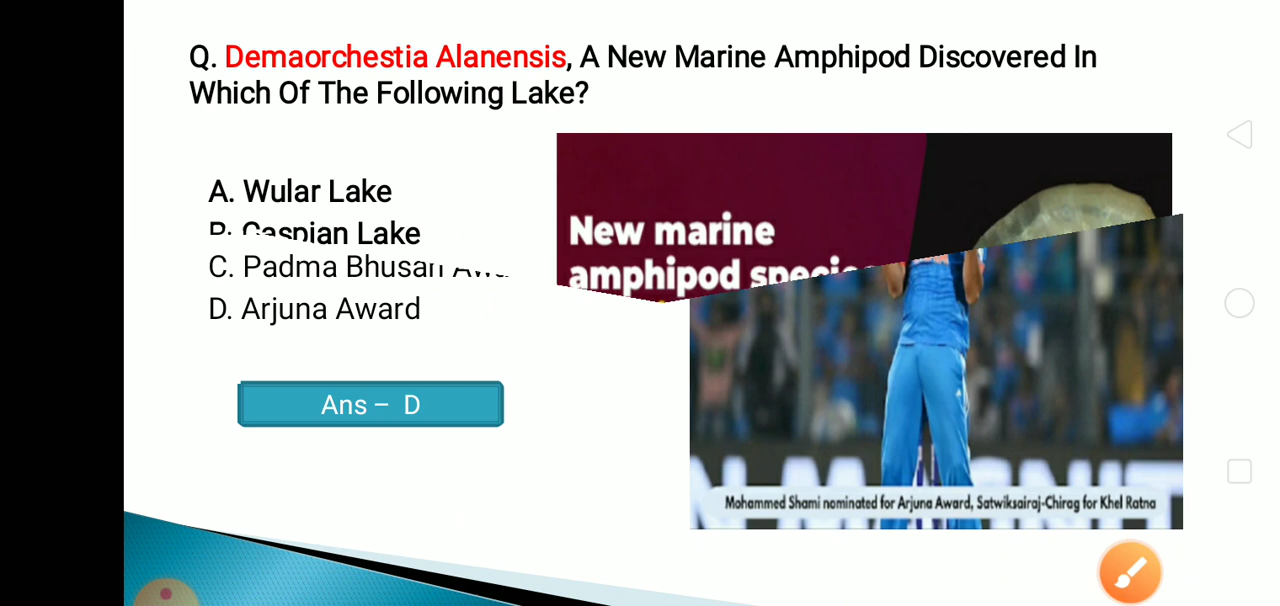 Q. Demaorchestia Alanensis, A New Marine Amphipod Discovered In
Which Of The Following Lake?
A. Wular Lake
B. Caspian Lake
C. Padma Bhusan
D. Arjuna Award
Ans – D
New marine
amphipod
Mohammed Shami nominated for Arjuna Award, Satwiksairaj-Chirag for Khel Ratna